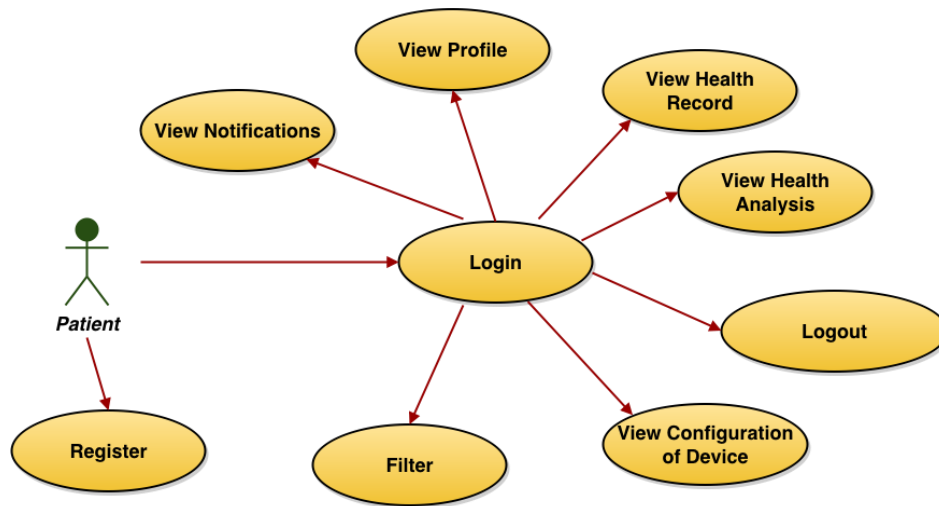 View Profile
View Health
Record
View Notifications
View Health
Analysis
Login
Patient
Logout
Register
Filter
View Configuration
of Device